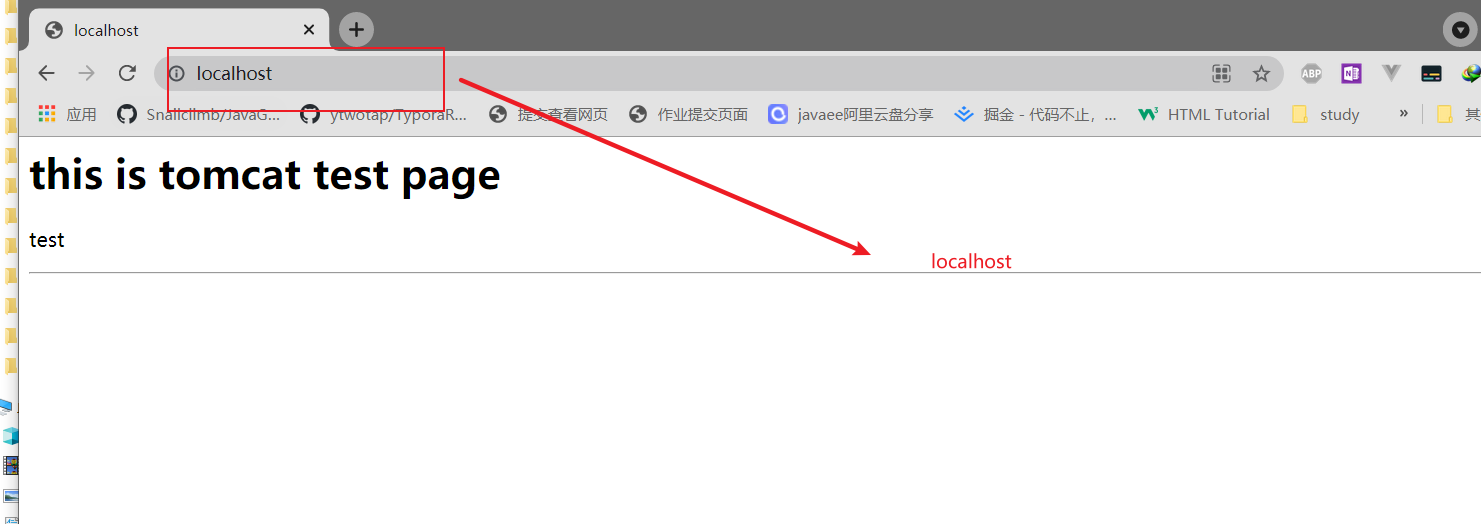 localhost
localhost
ABP
应用
Snailclimb/JavaG...
ytwotap/TyporaR...
提交查看网页
作业提交页面
javaee阿里云盘分享
掘金 - 代码不止，...
HTML Tutorial
study
»
其
this is tomcat test page
test
localhost